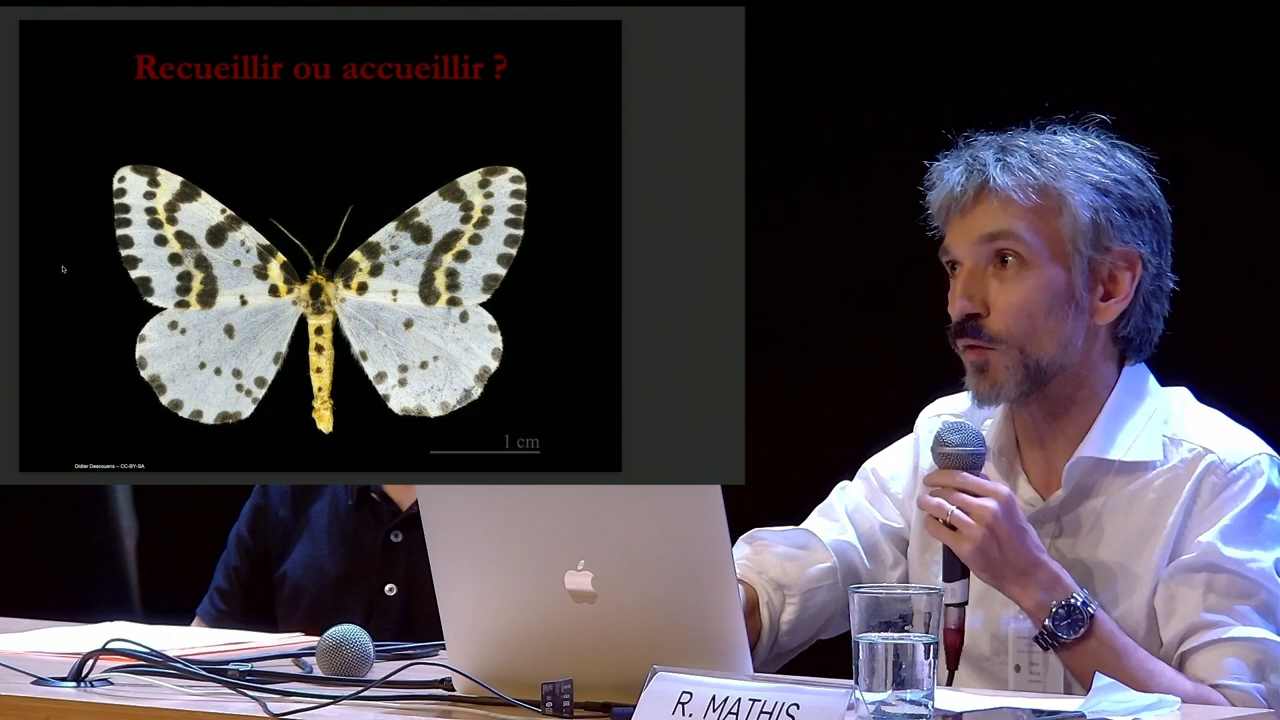 Recueillir ou accueillir ?
1 cm
Didier Descouens – CC-BY-SA
R. MATHIS